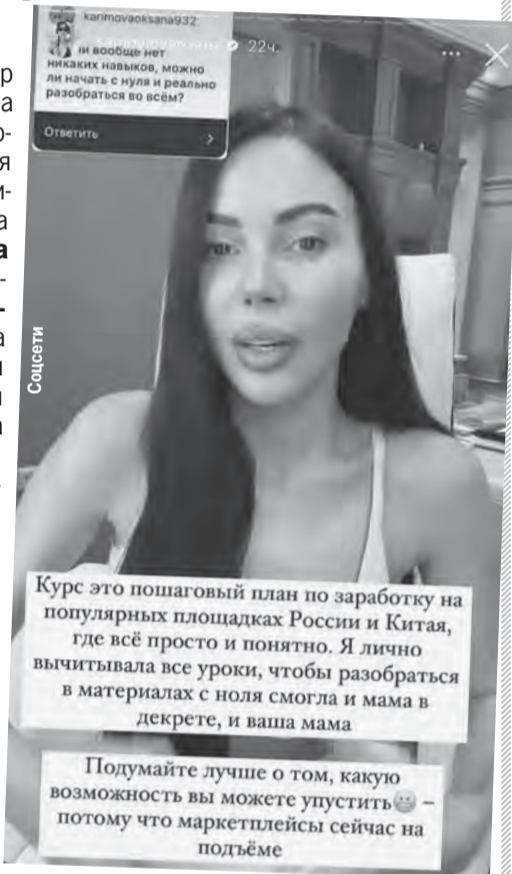 karimovaoksana932
ни вообще нет
никаких навыков, можно
ли начать с нуля и реально
разобраться во всём?
Ответить
22ч.
р
а
о-
я
и-
а
а
-
-
а
и
и
а
Соцсети
Курс это пошаговый план по заработку на
популярных площадках России и Китая,
где всё просто и понятно. Я лично
вычитывала все уроки, чтобы разобраться
в материалах с ноля смогла и мама в
декрете, и ваша мама
Подумайте лучше о том, какую
возможность вы можете упустить😀 –
потому что маркетплейсы сейчас на
подъёме